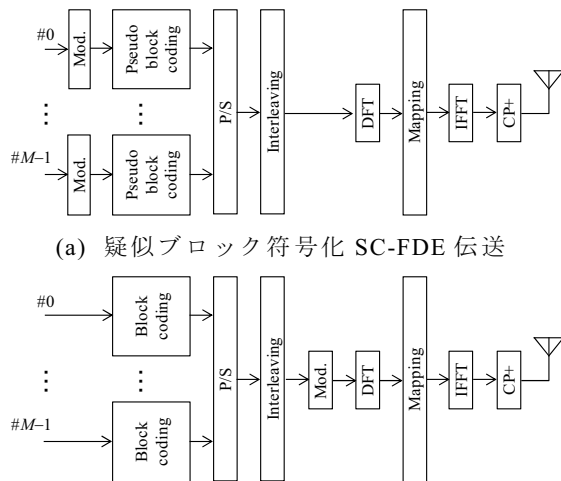 #0
Mod.
Pseudo
block
coding
P/S
Interleaving
DFT
Mapping
IFFT
CP+
⋮
⋮
#M–1
Mod.
Pseudo
block
coding
(a) 疑似ブロック符号化 SC-FDE 伝送
#0
Block
coding
P/S
Interleaving
Mod.
DFT
Mapping
IFFT
CP+
⋮
⋮
#M–1
Block
coding